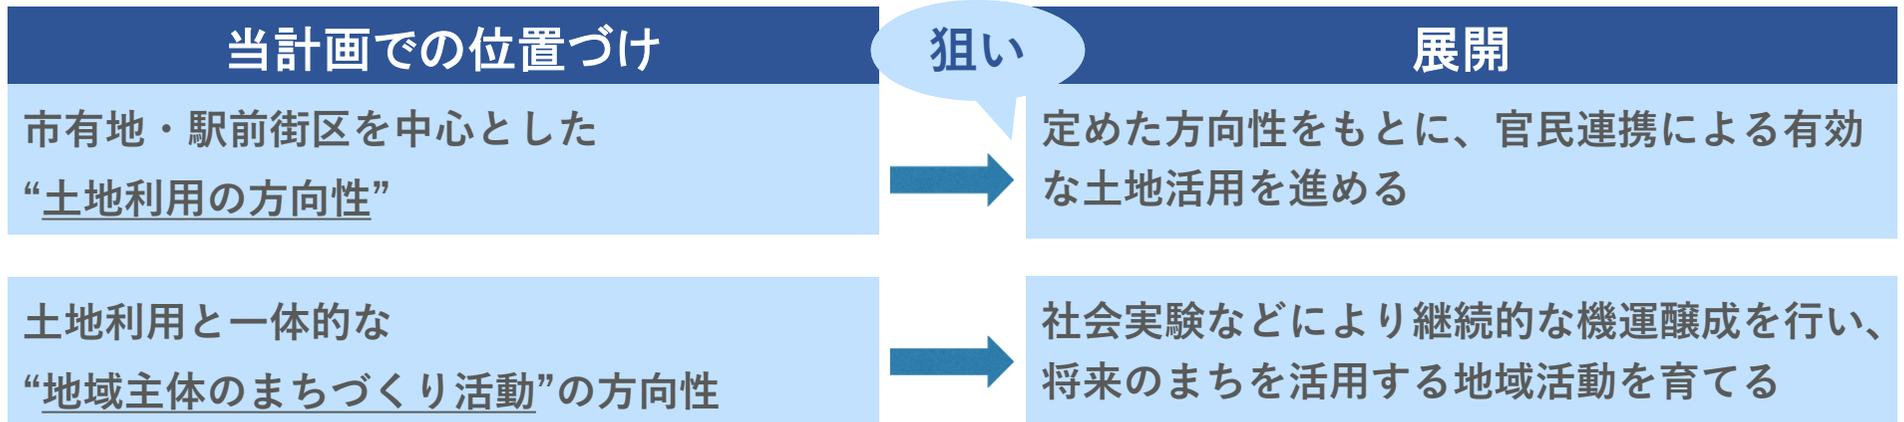 当計画での位置づけ
狙い
展開
市有地・駅前街区を中心とした
“土地利用の方向性”
定めた方向性をもとに、官民連携による有効
な土地活用を進める
土地利用と一体的な
“地域主体のまちづくり活動”の方向性
社会実験などにより継続的な機運醸成を行い、
将来のまちを活用する地域活動を育てる